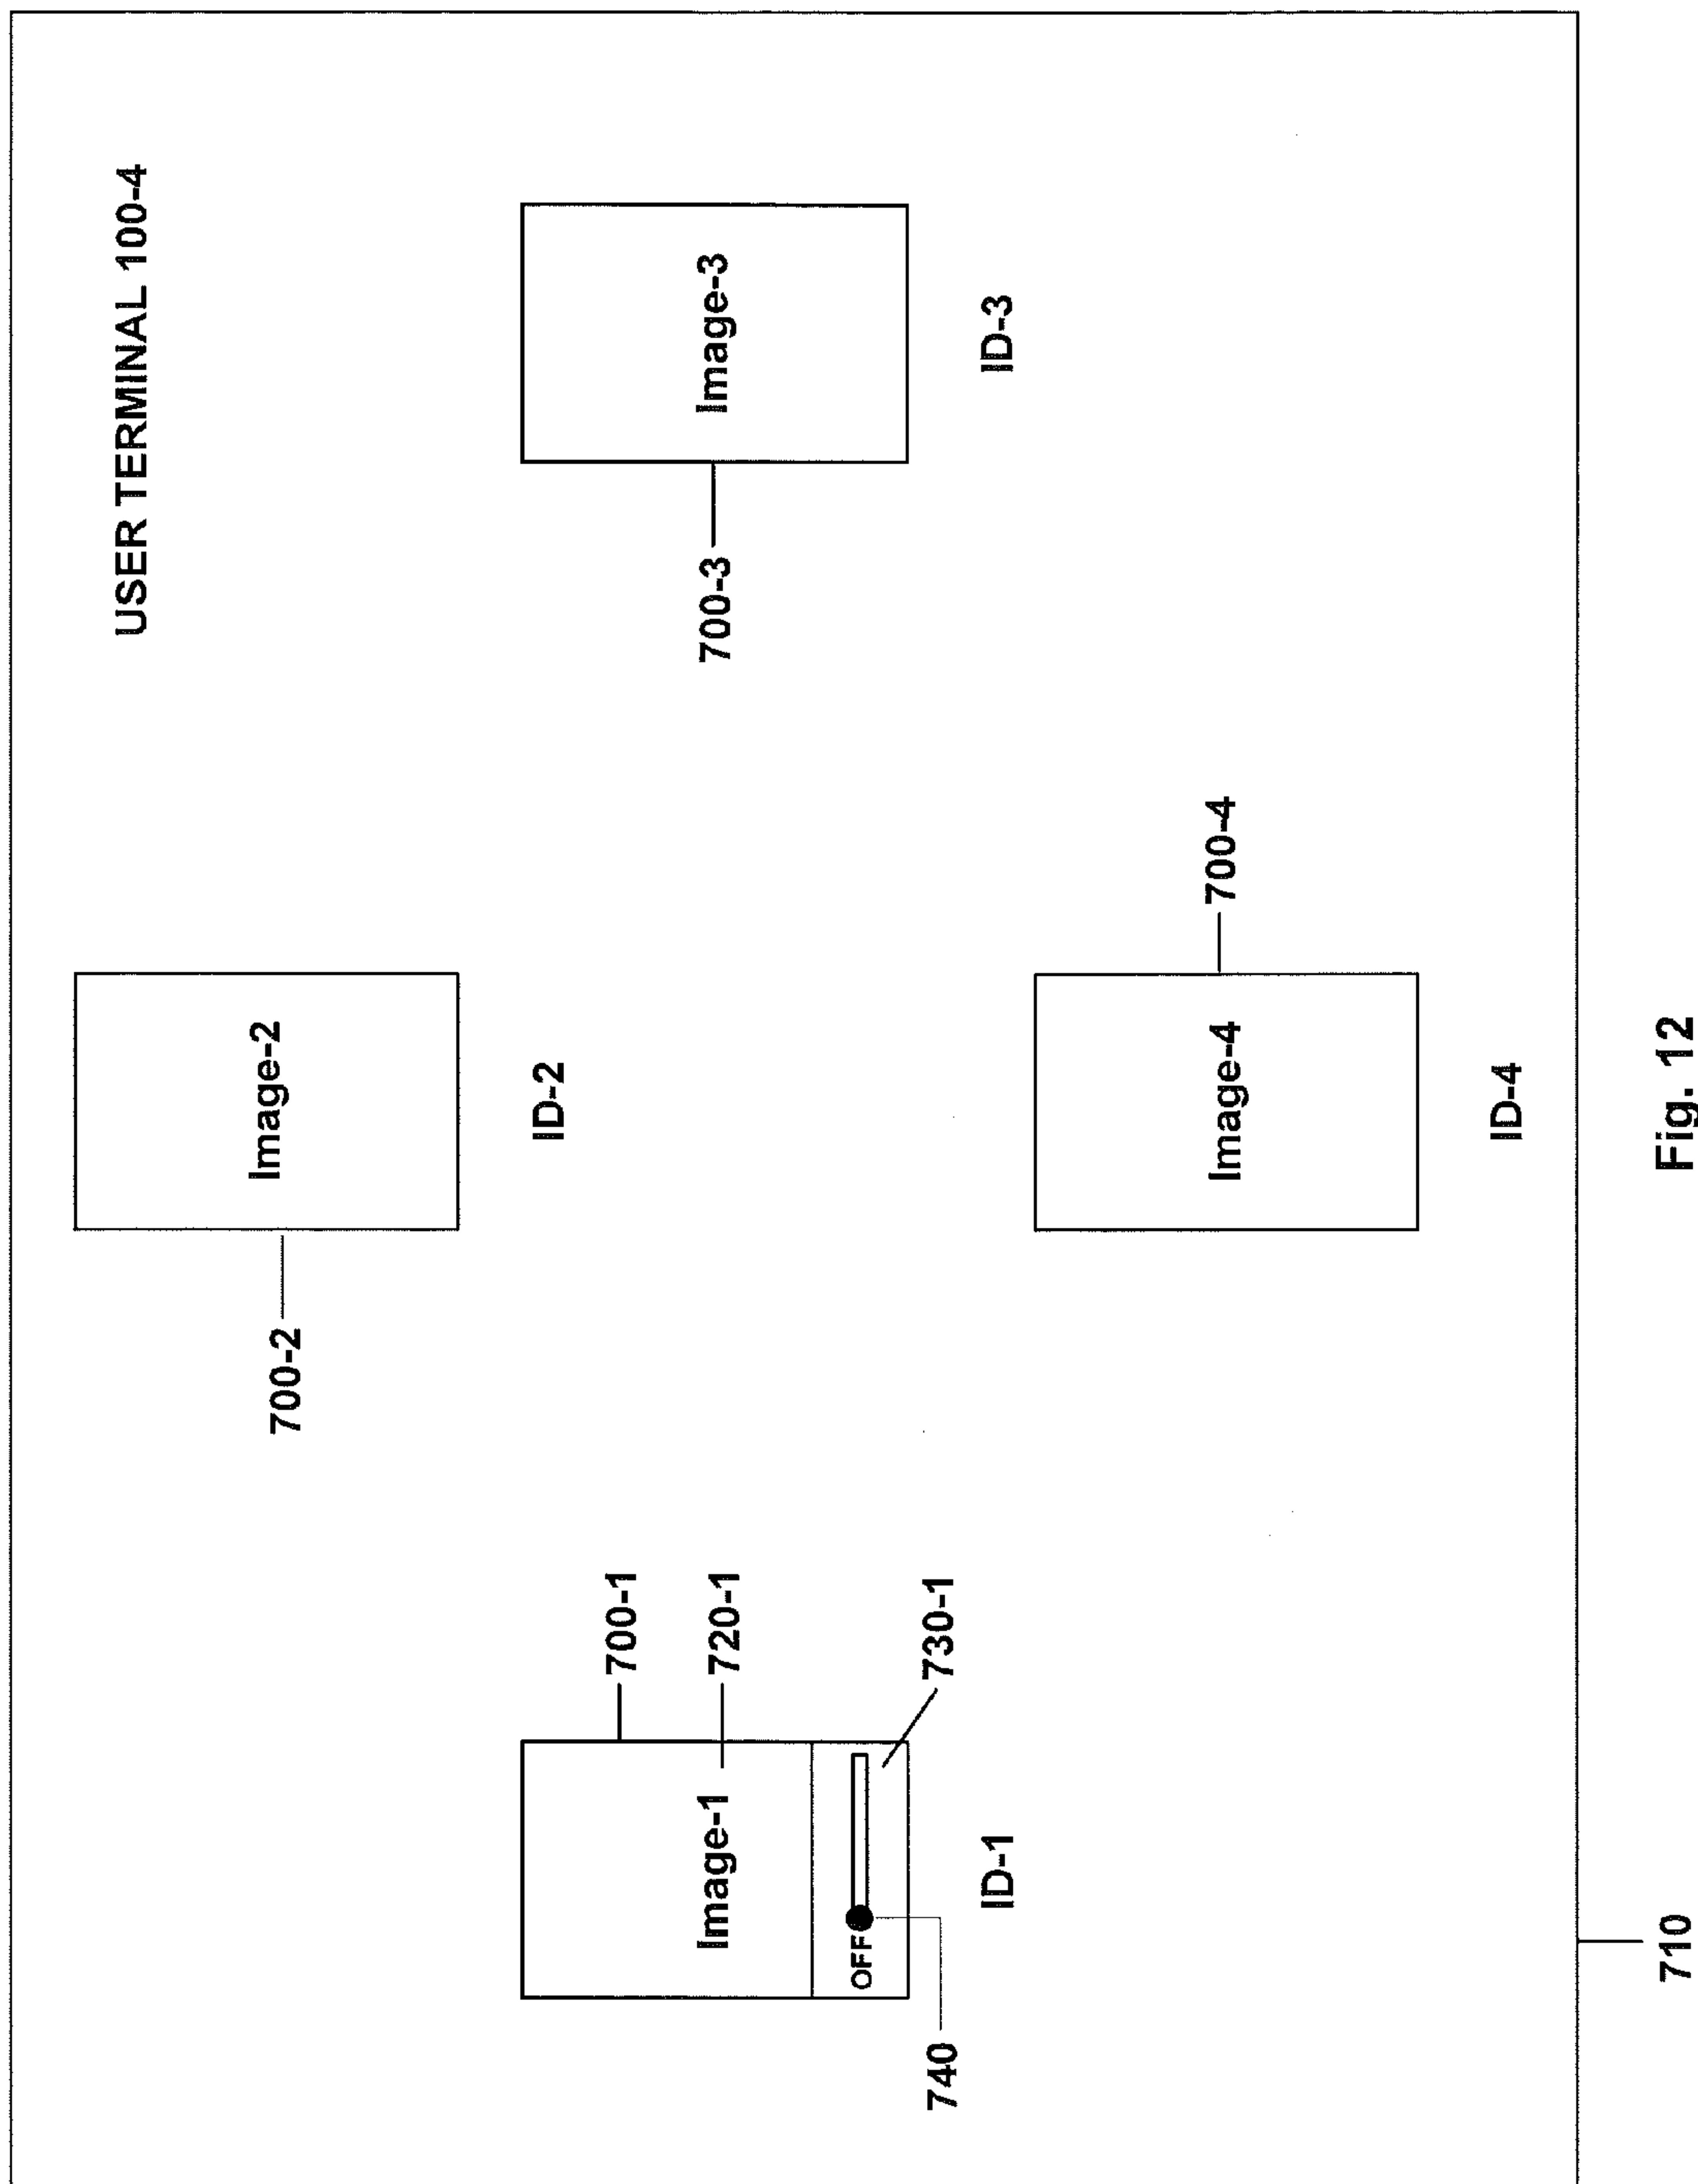 USER TERMINAL 100-4
Image-2
700-2
ID-2
700-1
Image-1
720-1
OFF
730-1
740
ID-1
Image-3
700-3
ID-3
Image-4
700-4
ID-4
710
Fig. 12